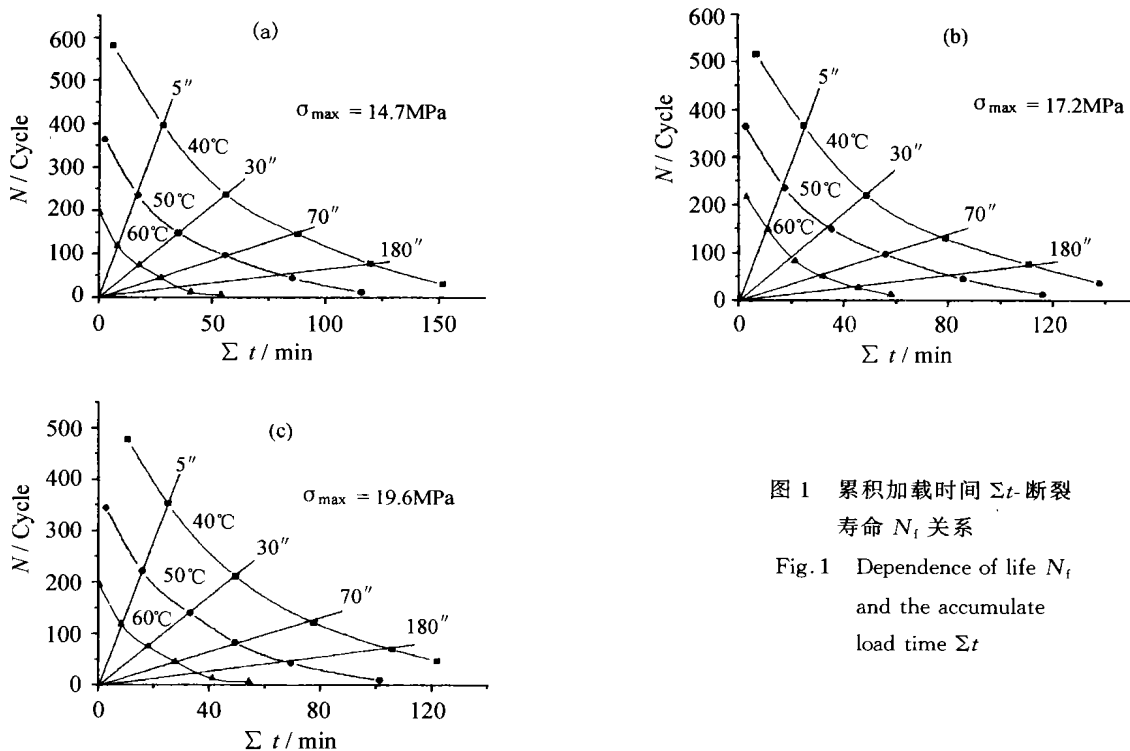 (a)
600
500
400
300
200
100
0
N / Cycle
5″
40℃
30″
50℃
60℃
70″
180″
σmax = 14.7MPa
0 50 100 150
Σ t / min
(b)
600
500
400
300
200
100
0
N / Cycle
5″
40℃
30″
50℃
60℃
70″
180″
σmax = 17.2MPa
0 40 80 120
Σ t / min
(c)
500
400
300
200
100
0
N / Cycle
5″
40℃
30″
50℃
60℃
70″
180″
σmax = 19.6MPa
0 40 80 120
Σ t / min
图 1 累积加载时间 Σt-断裂
寿命 Nf 关系
Fig.1 Dependence of life Nf
and the accumulate
load time Σt